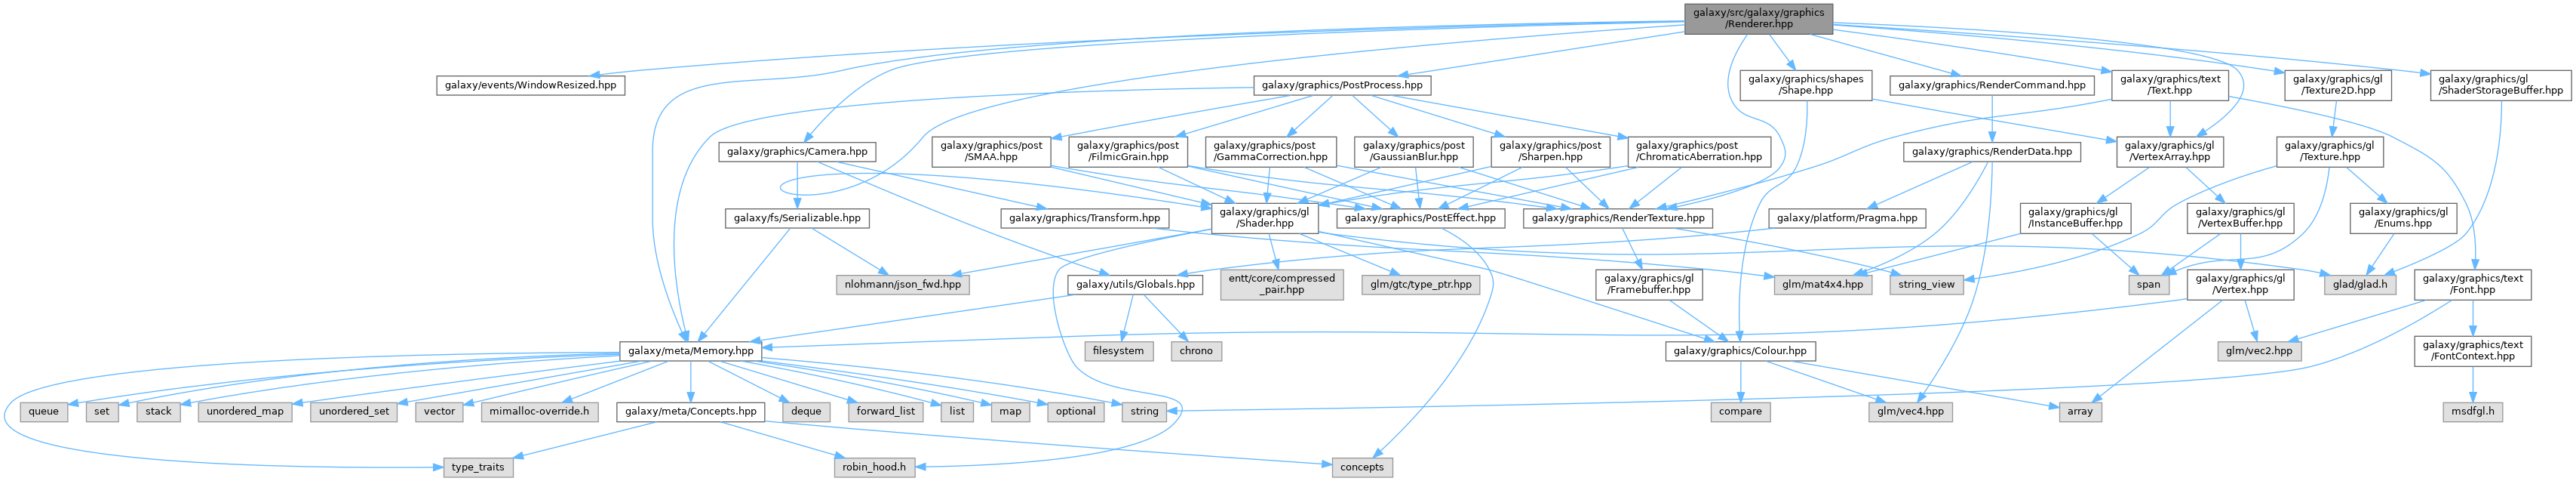 galaxy/src/galaxy/graphics
/Renderer.hpp
galaxy/events/WindowResized.hpp
galaxy/graphics/PostProcess.hpp
galaxy/graphics/shapes
/Shape.hpp
galaxy/graphics/RenderCommand.hpp
galaxy/graphics/text
/Text.hpp
galaxy/graphics/gl
/Texture2D.hpp
galaxy/graphics/gl
/ShaderStorageBuffer.hpp
galaxy/graphics/Camera.hpp
galaxy/graphics/post
/SMAA.hpp
galaxy/graphics/post
/FilmicGrain.hpp
galaxy/graphics/post
/GammaCorrection.hpp
galaxy/graphics/post
/GaussianBlur.hpp
galaxy/graphics/post
/Sharpen.hpp
galaxy/graphics/post
/ChromaticAberration.hpp
galaxy/graphics/RenderData.hpp
galaxy/graphics/gl
/VertexArray.hpp
galaxy/graphics/gl
/Texture.hpp
galaxy/fs/Serializable.hpp
galaxy/graphics/Transform.hpp
galaxy/graphics/gl
/Shader.hpp
galaxy/graphics/PostEffect.hpp
galaxy/graphics/RenderTexture.hpp
galaxy/platform/Pragma.hpp
galaxy/graphics/gl
/InstanceBuffer.hpp
galaxy/graphics/gl
/VertexBuffer.hpp
galaxy/graphics/gl
/Enums.hpp
nlohmann/json_fwd.hpp
galaxy/utils/Globals.hpp
entt/core/compressed
_pair.hpp
glm/gtc/type_ptr.hpp
galaxy/graphics/gl
/Framebuffer.hpp
glm/mat4x4.hpp
string_view
span
galaxy/graphics/gl
/Vertex.hpp
glad/glad.h
galaxy/graphics/text
/Font.hpp
galaxy/meta/Memory.hpp
filesystem
chrono
galaxy/graphics/Colour.hpp
glm/vec2.hpp
galaxy/graphics/text
/FontContext.hpp
queue
set
stack
unordered_map
unordered_set
vector
mimalloc-override.h
galaxy/meta/Concepts.hpp
deque
forward_list
list
map
optional
string
compare
glm/vec4.hpp
array
msdfgl.h
type_traits
robin_hood.h
concepts